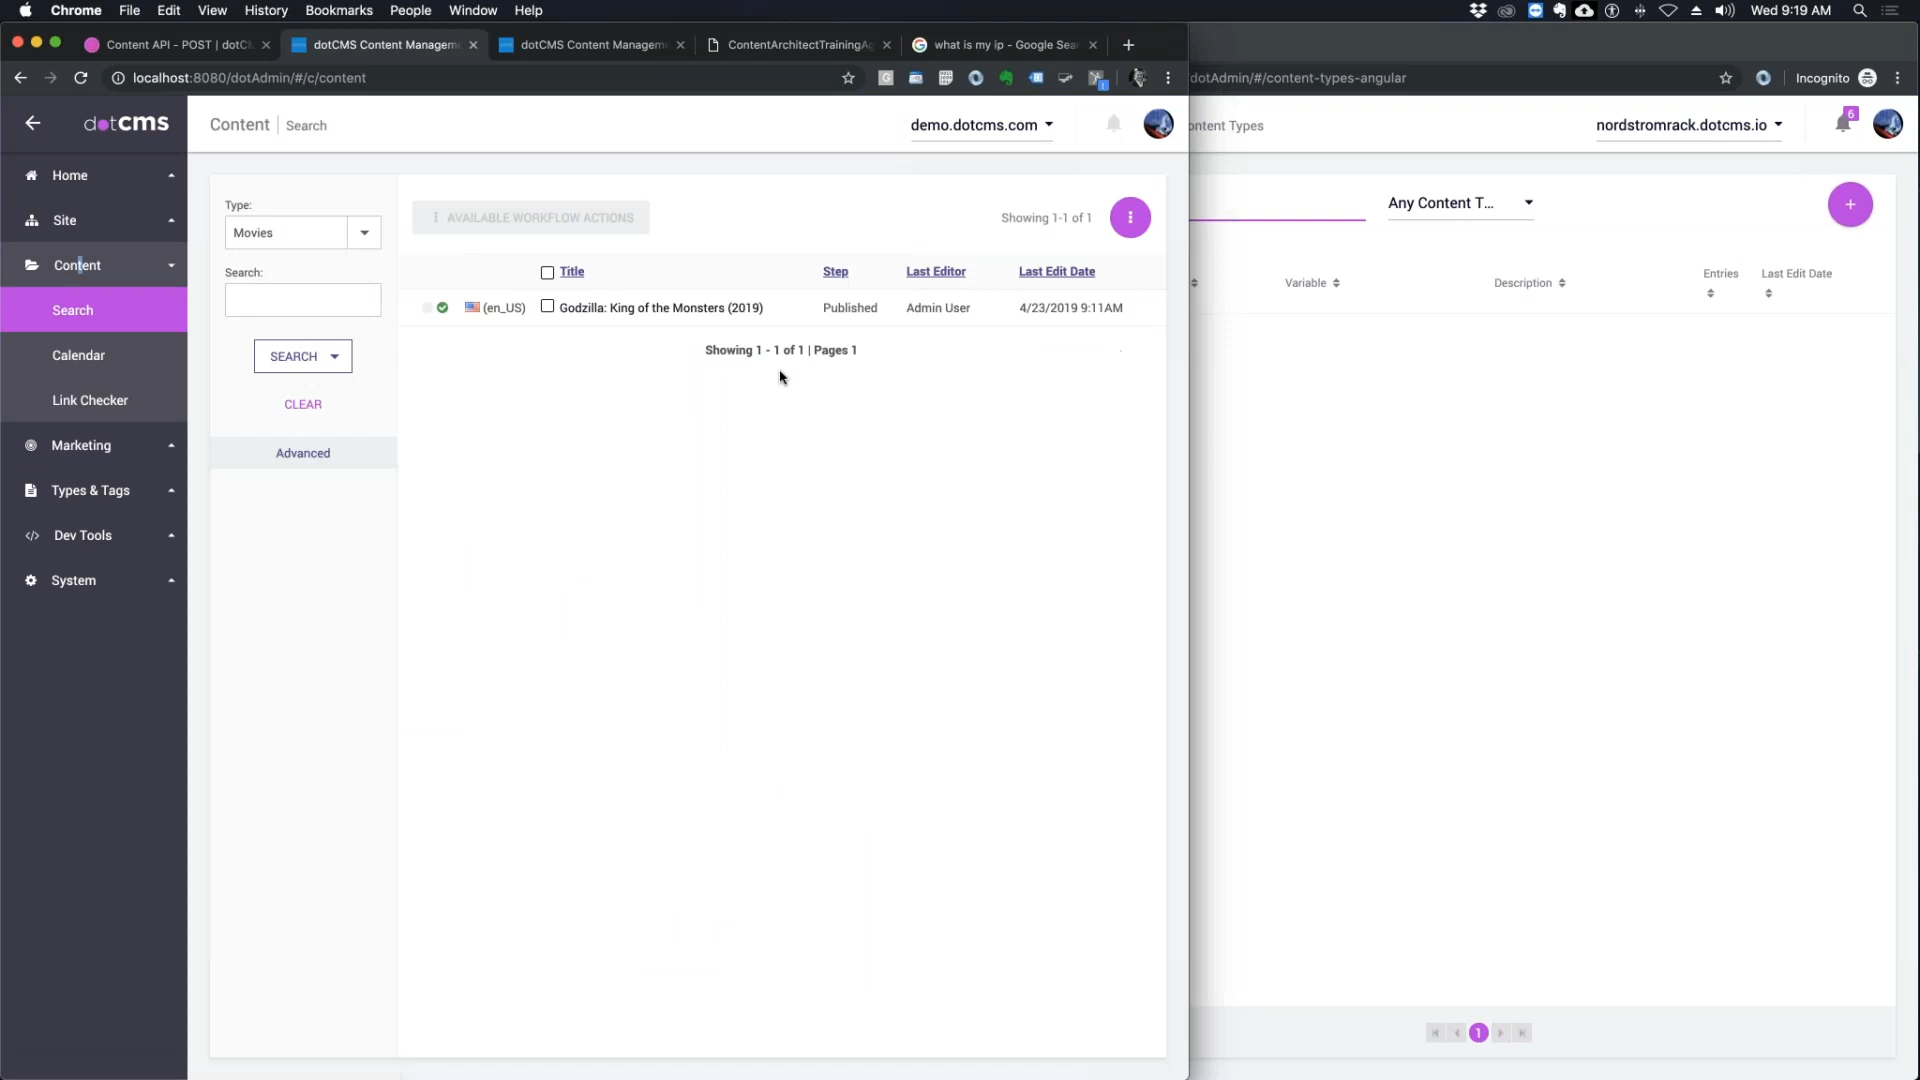 Chrome File Edit View History Bookmarks People Window Help Wed 9:19 AM
Content API - POST | dotC
dotCMS Content Managem
dotCMS Content Managem
ContentArchitectTrainingA
what is my ip - Google Sea
localhost:8080/dotAdmin/#/c/content
dotAdmin/#/content-types-angular
Incognito
dotCMS
Content | Search
demo.dotcms.com
ontent Types
nordstromrack.dotcms.io
6
Home
Site
Content
Search
Calendar
Link Checker
Marketing
Types & Tags
Dev Tools
System
Type:
Movies
Search:
SEARCH
CLEAR
Advanced
AVAILABLE WORKFLOW ACTIONS
Showing 1-1 of 1
Title Step Last Editor Last Edit Date
(en_US) Godzilla: King of the Monsters (2019) Published Admin User 4/23/2019 9:11AM
Showing 1 - 1 of 1 | Pages 1
Any Content T...
+
Variable Description Entries Last Edit Date
1